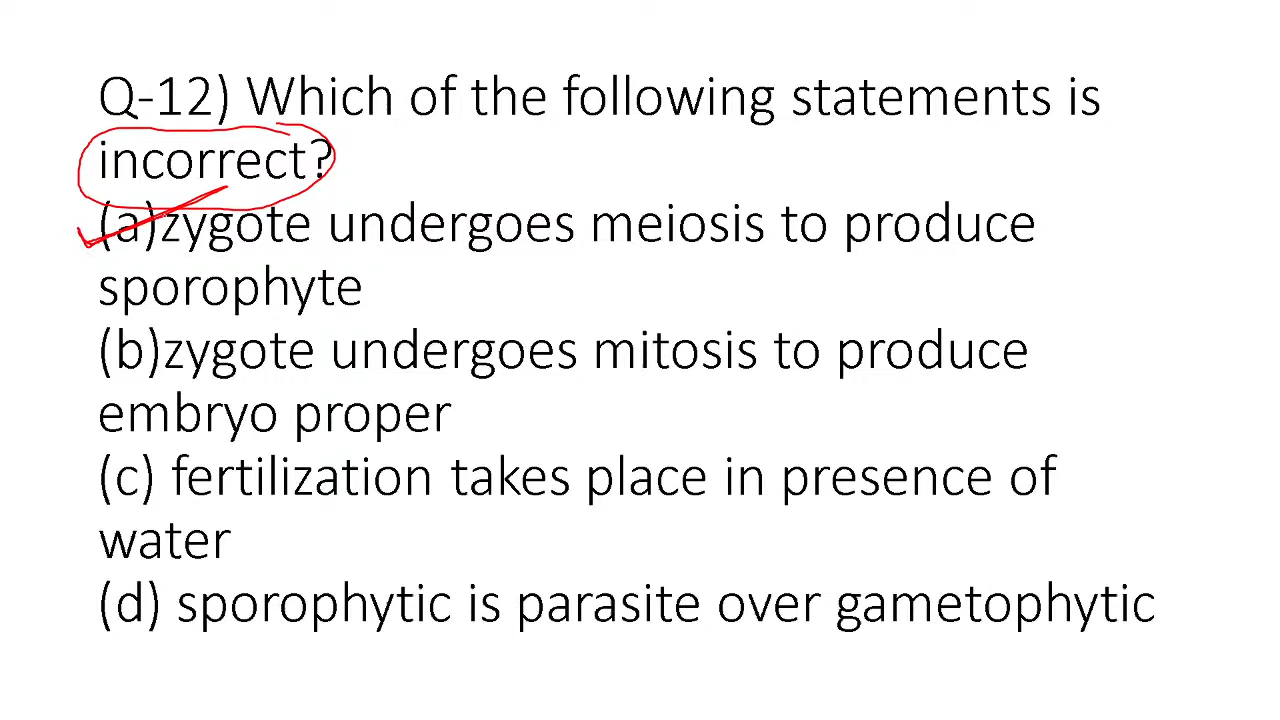 Q-12) Which of the following statements is
incorrect?
(a)zygote undergoes meiosis to produce
sporophyte
(b)zygote undergoes mitosis to produce
embryo proper
(c) fertilization takes place in presence of
water
(d) sporophytic is parasite over gametophytic